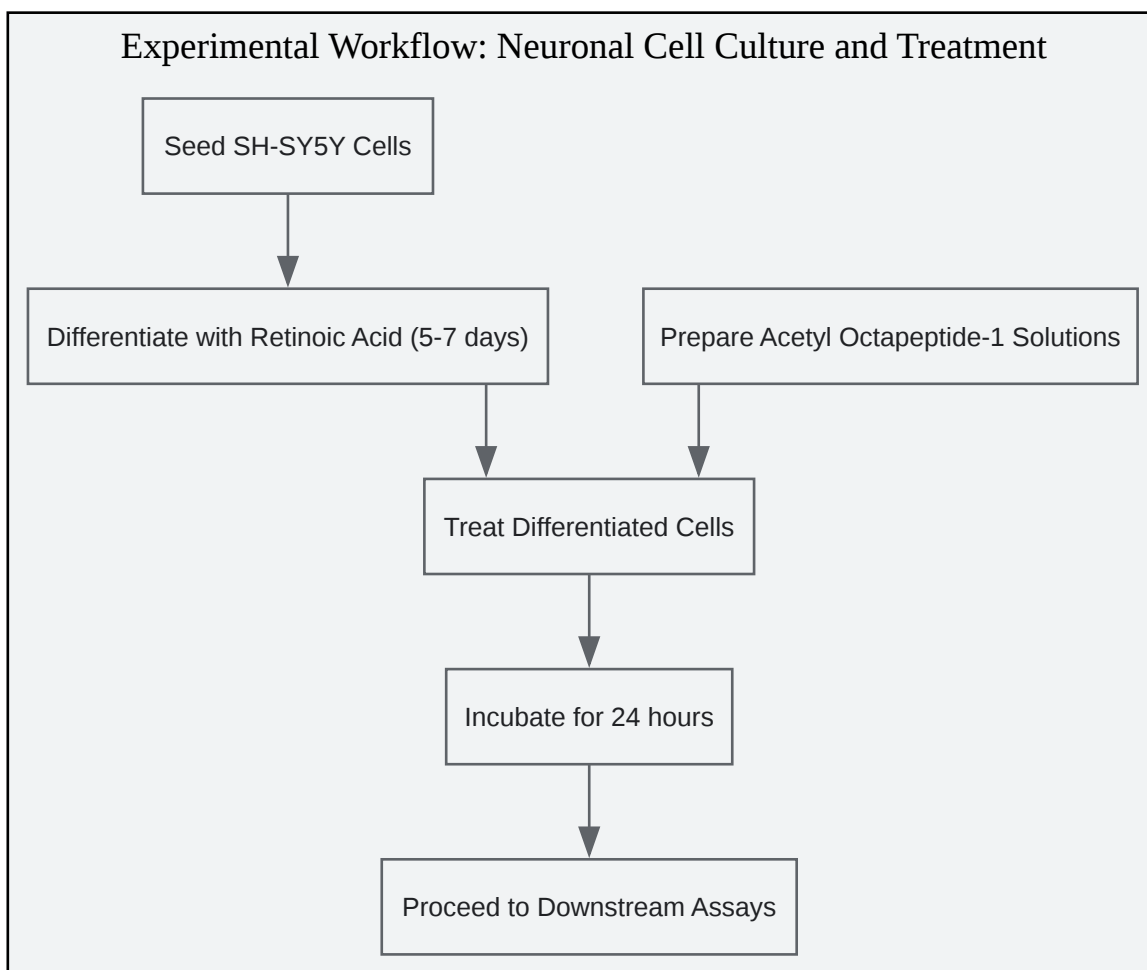 Experimental Workflow: Neuronal Cell Culture and Treatment
Seed SH-SY5Y Cells
Differentiate with Retinoic Acid (5-7 days)
Prepare Acetyl Octapeptide-1 Solutions
Treat Differentiated Cells
Incubate for 24 hours
Proceed to Downstream Assays